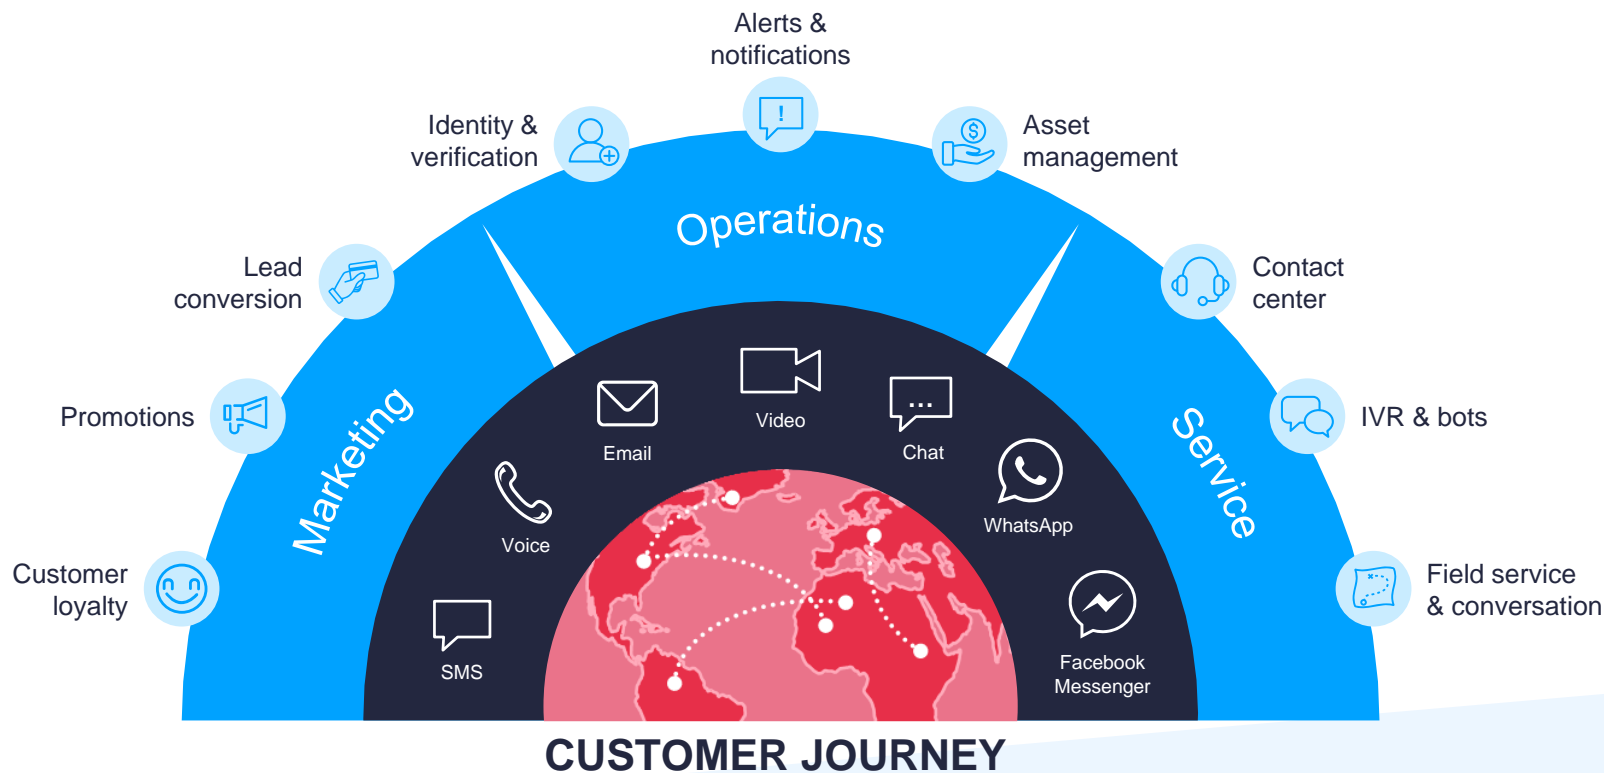 Alerts &
notifications
Identity &
verification
Asset
management
Operations
Lead
conversion
Contact
center
Promotions
Marketing
Service
IVR & bots
Customer
loyalty
Field service
& conversation
SMS
Voice
Email
Video
Chat
WhatsApp
Facebook
Messenger
CUSTOMER JOURNEY